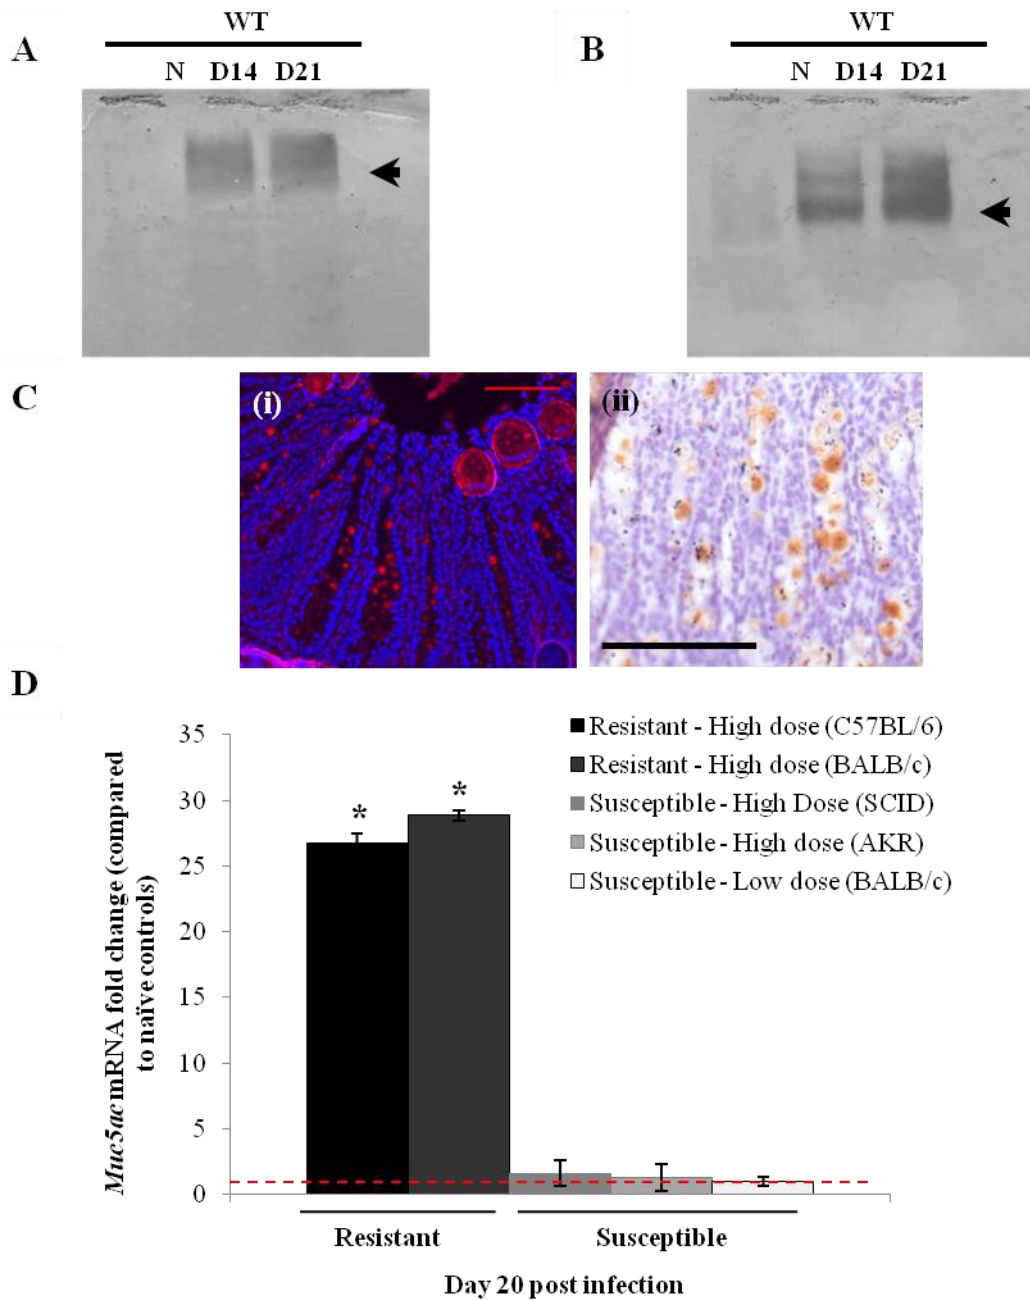 A
WT
N D14 D21
B
WT
N D14 D21
C
(i)
(ii)
D
Muc5ac mRNA fold change (compared
to naïve controls)
35
30
25
20
15
10
5
0
*
*
Resistant - High dose (C57BL/6)
Resistant - High dose (BALB/c)
Susceptible - High Dose (SCID)
Susceptible - High dose (AKR)
Susceptible - Low dose (BALB/c)
Resistant
Susceptible
Day 20 post infection